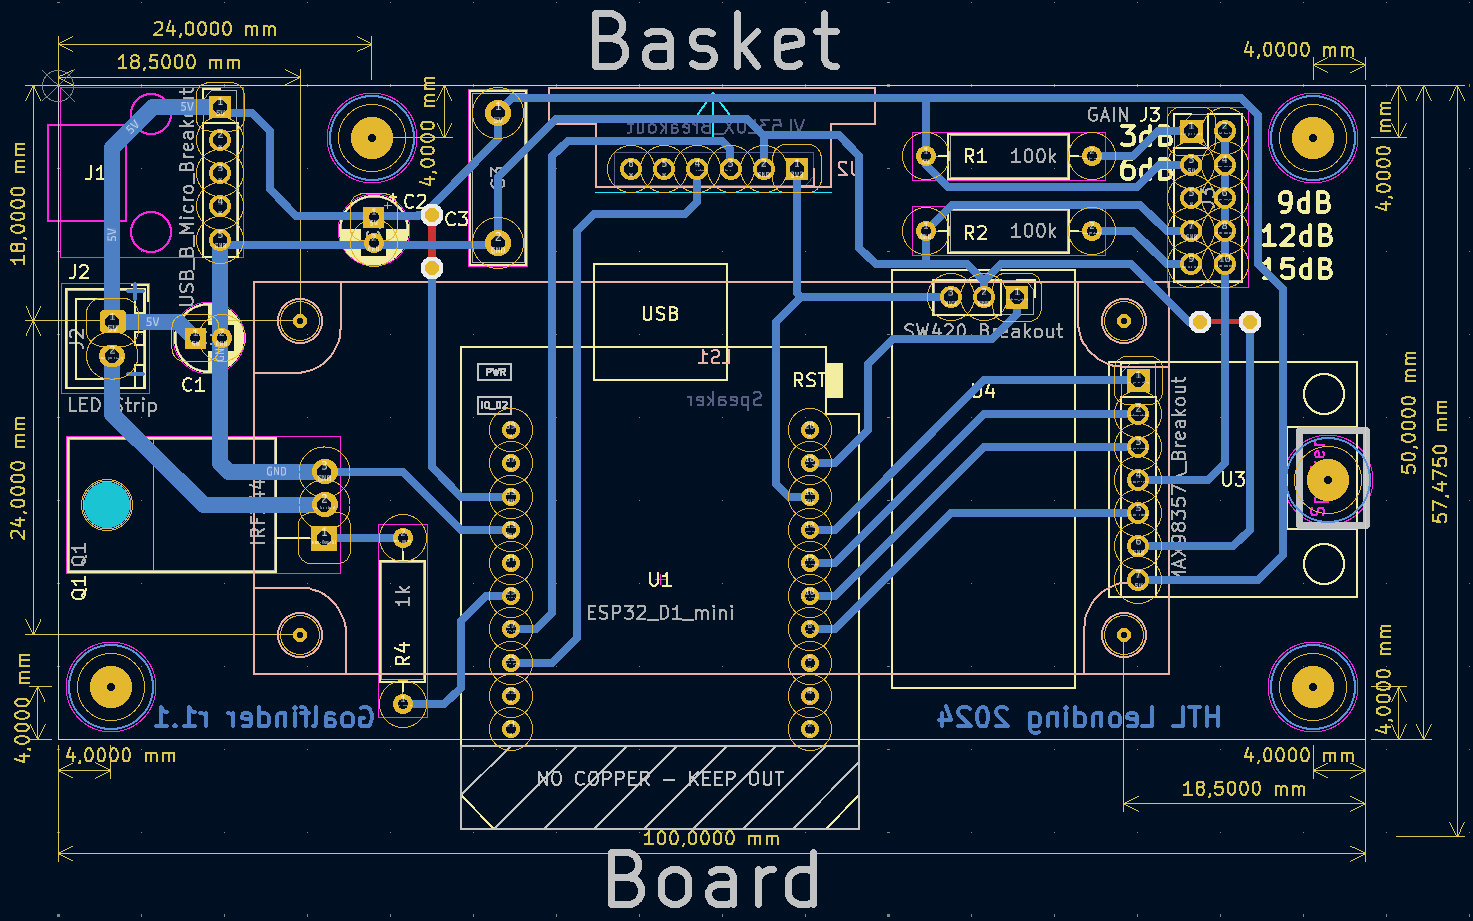 Basket
24,0000 mm
18,5000 mm
4,0000 mm
4,0000 mm
4,0000 mm
GAIN
J3
3dB
6dB
9dB
12dB
15dB
J3
R1
100k
R2
100k
VL53L0X_Breakout
J2
J1
USB_B_Micro_Breakout
5V
5V
5V
5V
C2
C3
18,0000 mm
J2
J2
LED Strip
C1
GND
USB
LS1
Speaker
PWR
IO_02
RST
SW420_Breakout
U4
U3
MAX98357A_Breakout
50,0000 mm
57,4750 mm
24,0000 mm
GND
Q1
Q1
1k
R4
U1
ESP32_D1_mini
Goalfinder r1.1
HTL Leonding 2024
4,0000 mm
4,0000 mm
4,0000 mm
4,0000 mm
18,5000 mm
NO COPPER – KEEP OUT
100,0000 mm
Board